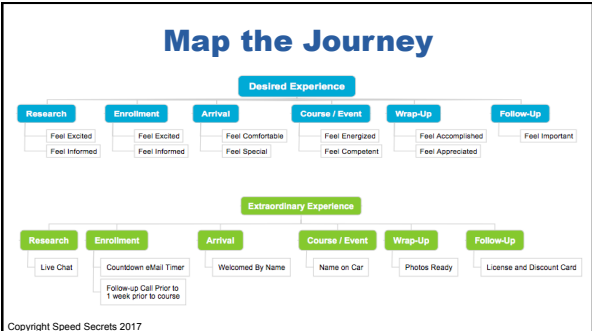 Map the Journey
Desired Experience
Research
Enrollment
Arrival
Course / Event
Wrap-Up
Follow-Up
Feel Excited
Feel Excited
Feel Comfortable
Feel Energized
Feel Accomplished
Feel Important
Feel Informed
Feel Informed
Feel Special
Feel Competent
Feel Appreciated
Extraordinary Experience
Research
Enrollment
Arrival
Course / Event
Wrap-Up
Follow-Up
Live Chat
Countdown eMail Timer
Welcomed By Name
Name on Car
Photos Ready
License and Discount Card
Follow-up Call Prior to
1 week prior to course
Copyright Speed Secrets 2017